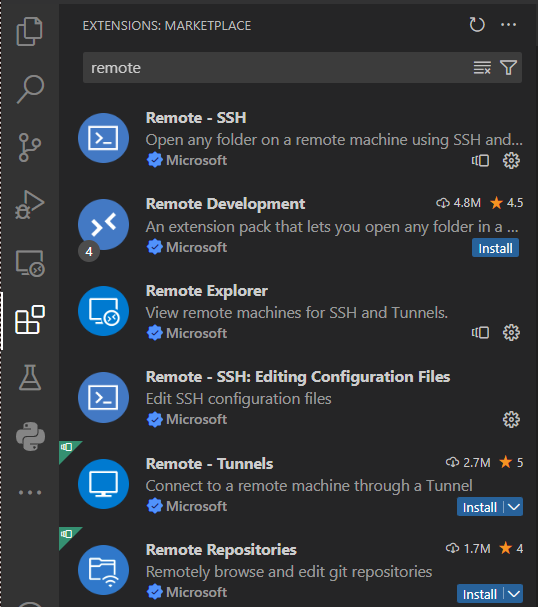 EXTENSIONS: MARKETPLACE
remote
Remote - SSH
Open any folder on a remote machine using SSH and...
Microsoft
Remote Development 4.8M 4.5
An extension pack that lets you open any folder in a ...
4
Microsoft Install
Remote Explorer
View remote machines for SSH and Tunnels.
Microsoft
Remote - SSH: Editing Configuration Files
Edit SSH configuration files
Microsoft
Remote - Tunnels 2.7M 5
Connect to a remote machine through a Tunnel
Microsoft Install
Remote Repositories 1.7M 4
Remotely browse and edit git repositories
Microsoft Install